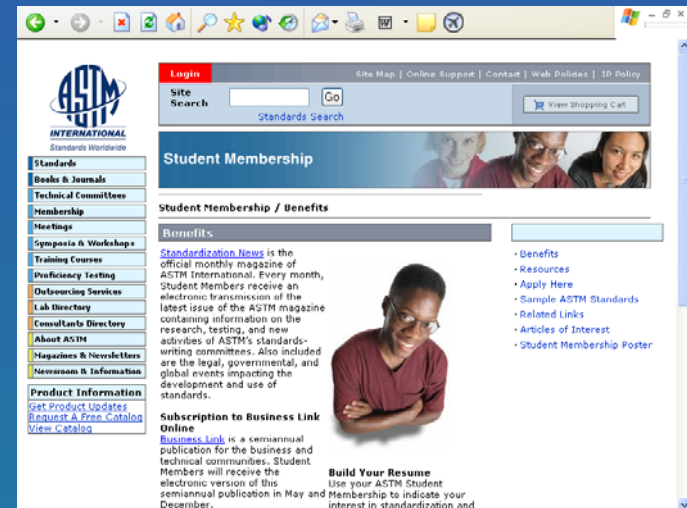 Login
Site Map | Online Support | Contact | Web Policies | IP Policy
Site
Search
Go
Standards Search
View Shopping Cart
ASTM
INTERNATIONAL
Standards Worldwide
Standards
Books & Journals
Technical Committees
Membership
Meetings
Symposia & Workshops
Training Courses
Proficiency Testing
Outsourcing Services
Lab Directory
Consultants Directory
About ASTM
Magazines & Newsletters
Newsroom & Information
Product Information
Get Product Updates
Request A Free Catalog
View Catalog
Student Membership
Student Membership / Benefits
Benefits
Standardization News is the
official monthly magazine of
ASTM International. Every month,
Student Members receive an
electronic transmission of the
latest issue of the ASTM magazine
containing information on the
research, testing, and new
activities of ASTM's standards-
writing committees. Also included
are the legal, governmental, and
global events impacting the
development and use of
standards.
Subscription to Business Link
Online
Business Link is a semiannual
publication for the business and
technical communities. Student
Members will receive the
electronic version of this
semiannual publication in May and
December.
Build Your Resume
Use your ASTM Student
Membership to indicate your
interest in standardization and
· Benefits
· Resources
· Apply Here
· Sample ASTM Standards
· Related Links
· Articles of Interest
· Student Membership Poster